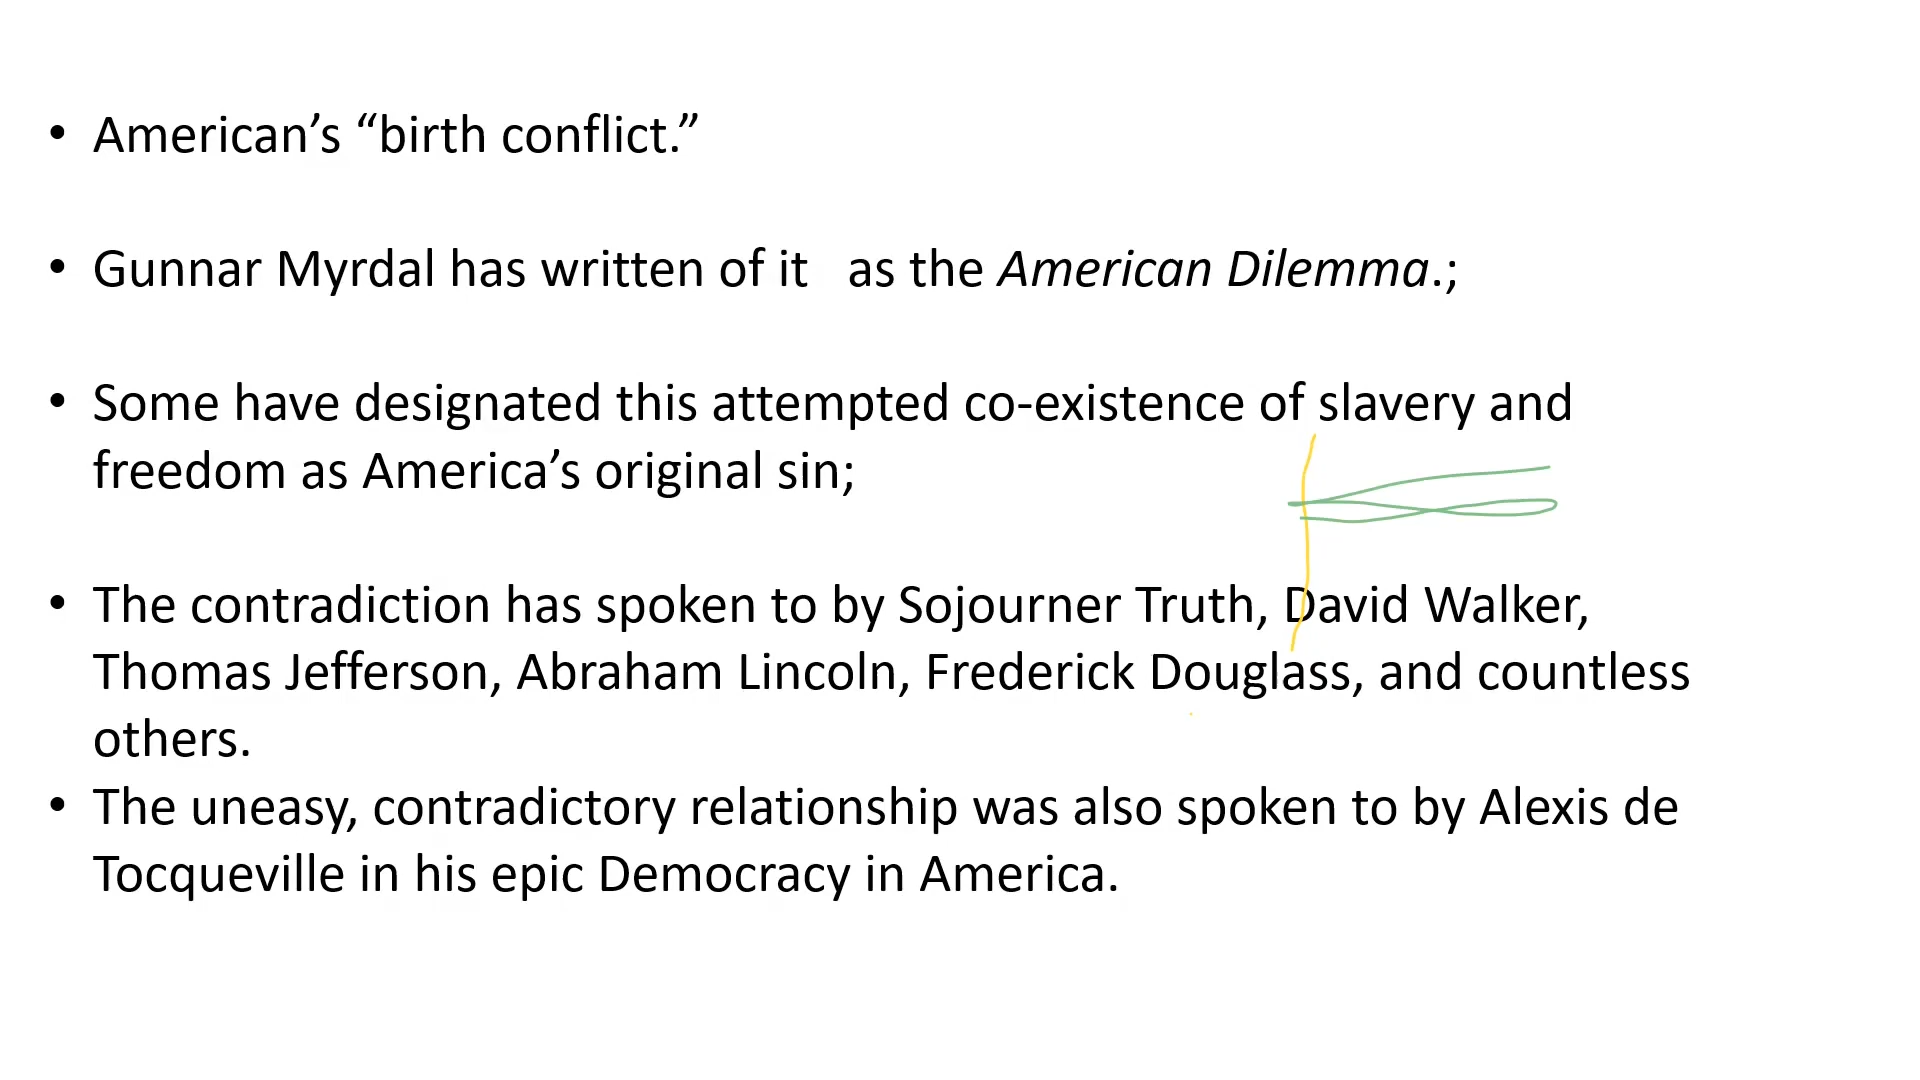 • American’s “birth conflict.”
• Gunnar Myrdal has written of it   as the American Dilemma.;
• Some have designated this attempted co-existence of slavery and
freedom as America’s original sin;
• The contradiction has spoken to by Sojourner Truth, David Walker,
Thomas Jefferson, Abraham Lincoln, Frederick Douglass, and countless
others.
• The uneasy, contradictory relationship was also spoken to by Alexis de
Tocqueville in his epic Democracy in America.